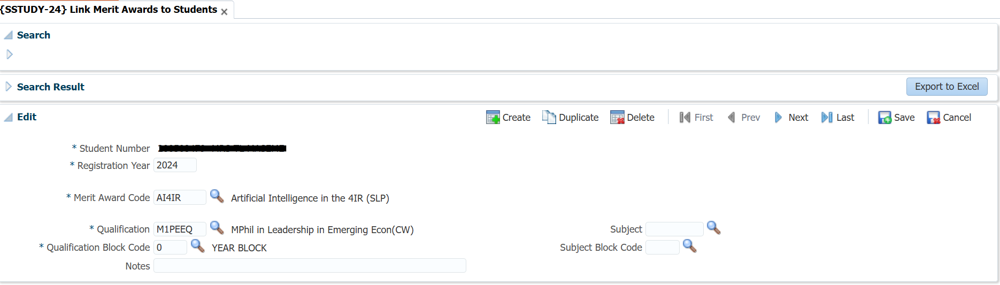 {SSTUDY-24} Link Merit Awards to Students
Search
Search Result
Export to Excel
Edit
Create Duplicate Delete First Prev Next Last Save Cancel
* Student Number
* Registration Year 2024
* Merit Award Code AI4IR Artificial Intelligence in the 4IR (SLP)
* Qualification M1PEEQ MPhil in Leadership in Emerging Econ(CW) Subject
* Qualification Block Code 0 YEAR BLOCK Subject Block Code
Notes